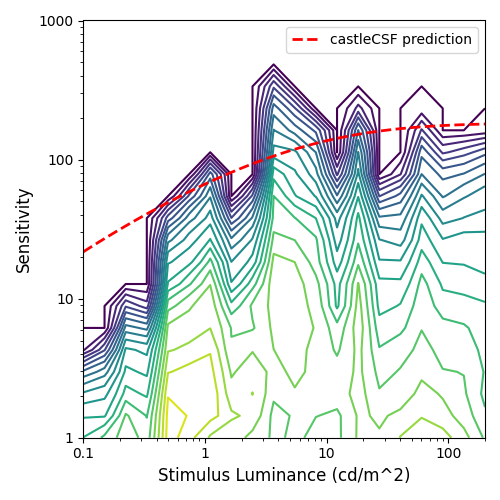 castleCSF prediction
1000
100
10
1
Sensitivity
0.1 1 10 100
Stimulus Luminance (cd/m^2)